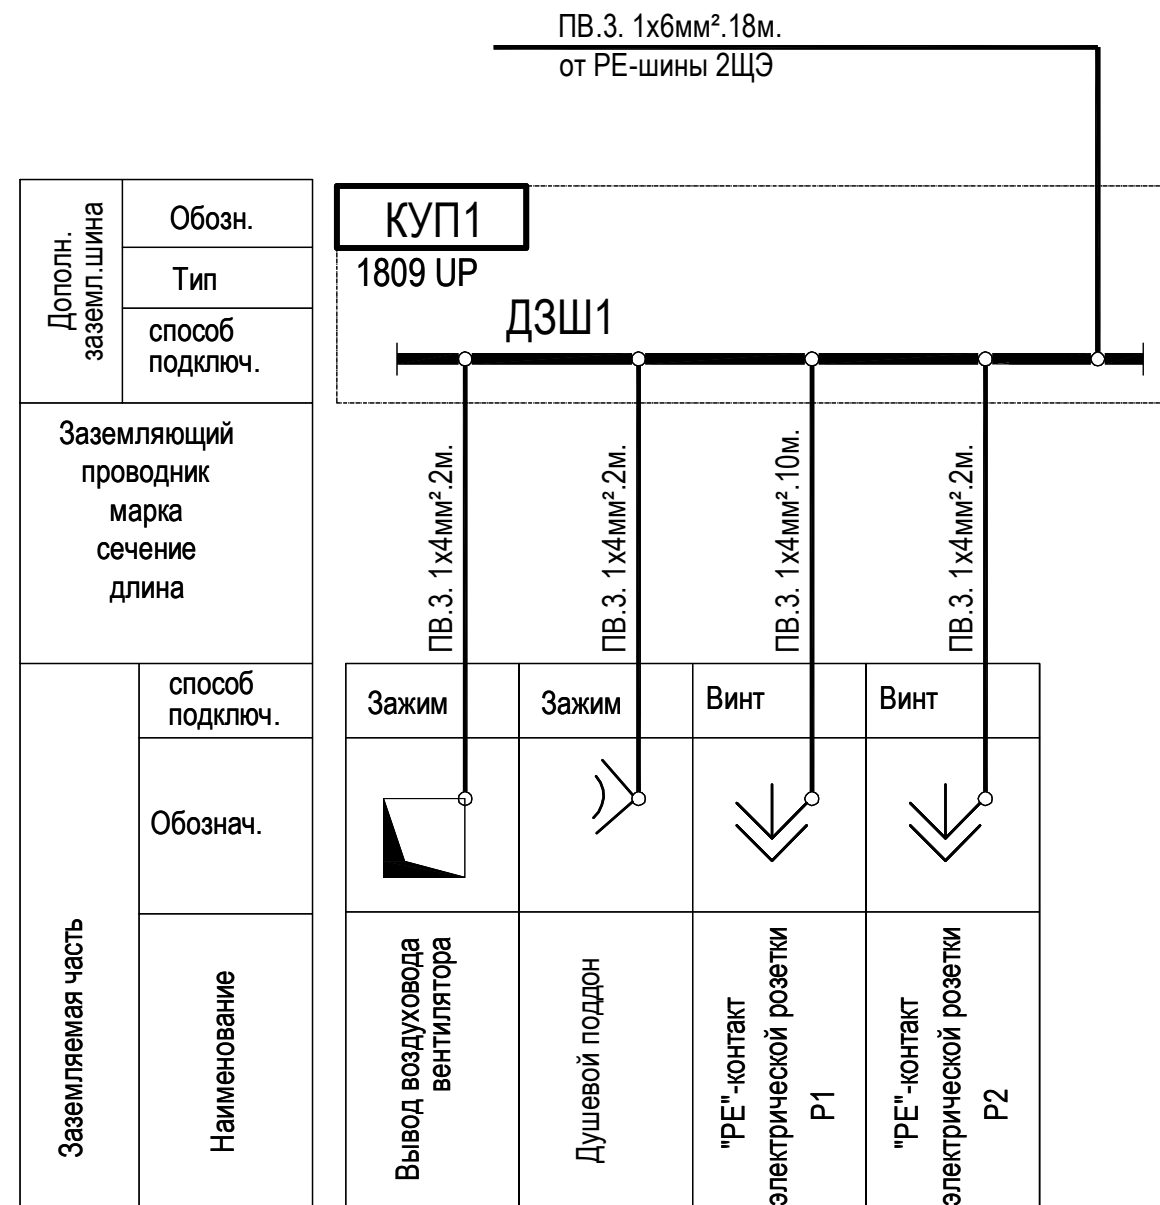 ПВ.3. 1х6мм².18м.
от РЕ-шины 2ЩЭ
Дополн.
заземл.шина
Обозн.
Тип
способ
подключ.
КУП1
1809 UP
ДЗШ1
Заземляющий
проводник
марка
сечение
длина
ПВ.3. 1х4мм².2м.
ПВ.3. 1х4мм².2м.
ПВ.3. 1х4мм².10м.
ПВ.3. 1х4мм².2м.
Заземляемая часть
способ
подключ.
Зажим
Зажим
Винт
Винт
Обознач.
Наименование
Вывод воздуховода
вентилятора
Душевой поддон
"РЕ"-контакт
электрической розетки
Р1
"РЕ"-контакт
электрической розетки
Р2